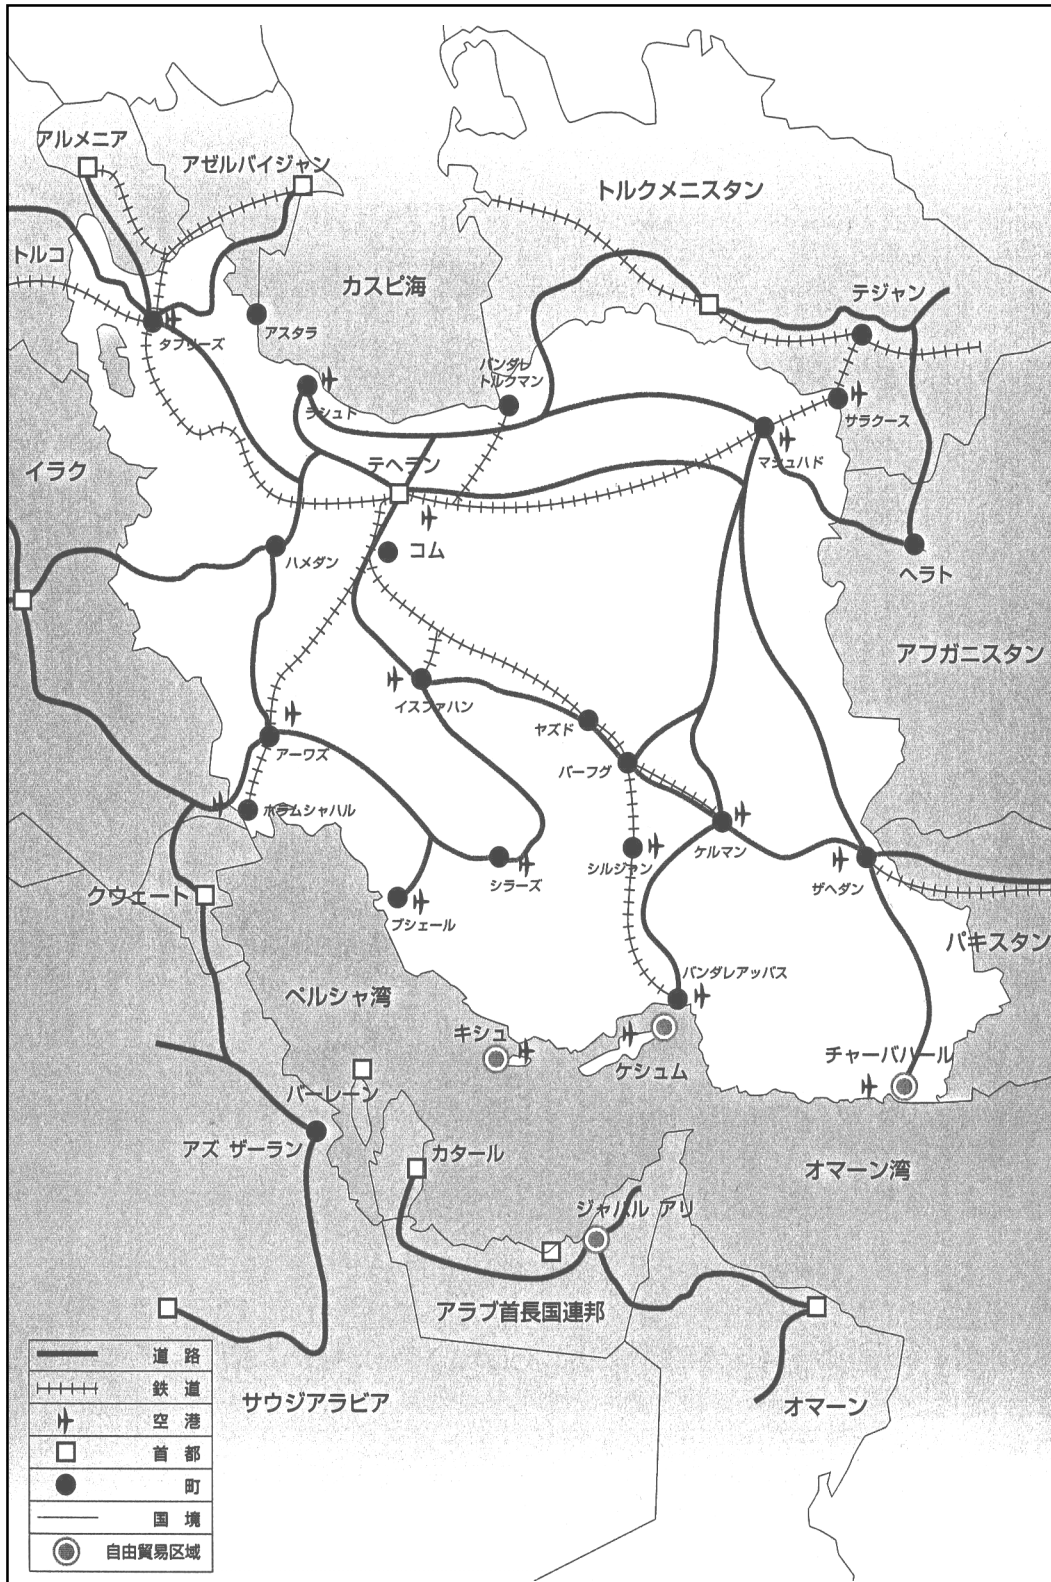 アルメニア
アゼルバイジャン
トルクメニスタン
トルコ
カスピ海
テジャン
アスタラ
タブリーズ
バンダレ
トルクマン
ラシュト
サラクース
マシュハド
イラク
テヘラン
コム
ハメダン
ヘラト
アフガニスタン
イスファハン
ヤズド
アーワズ
バーフグ
ホラムシャハル
ケルマン
シルジャン
シラーズ
ザヘダン
クウェート
ブシェール
パキスタン
バンダレアッバス
ペルシャ湾
キシュ
チャーバハール
ケシュム
バーレーン
アズ ザーラン
カタール
オマーン湾
ジャバル アリ
アラブ首長国連邦
サウジアラビア
オマーン
道 路
鉄 道
空 港
首 都
町
国 境
自由貿易区域